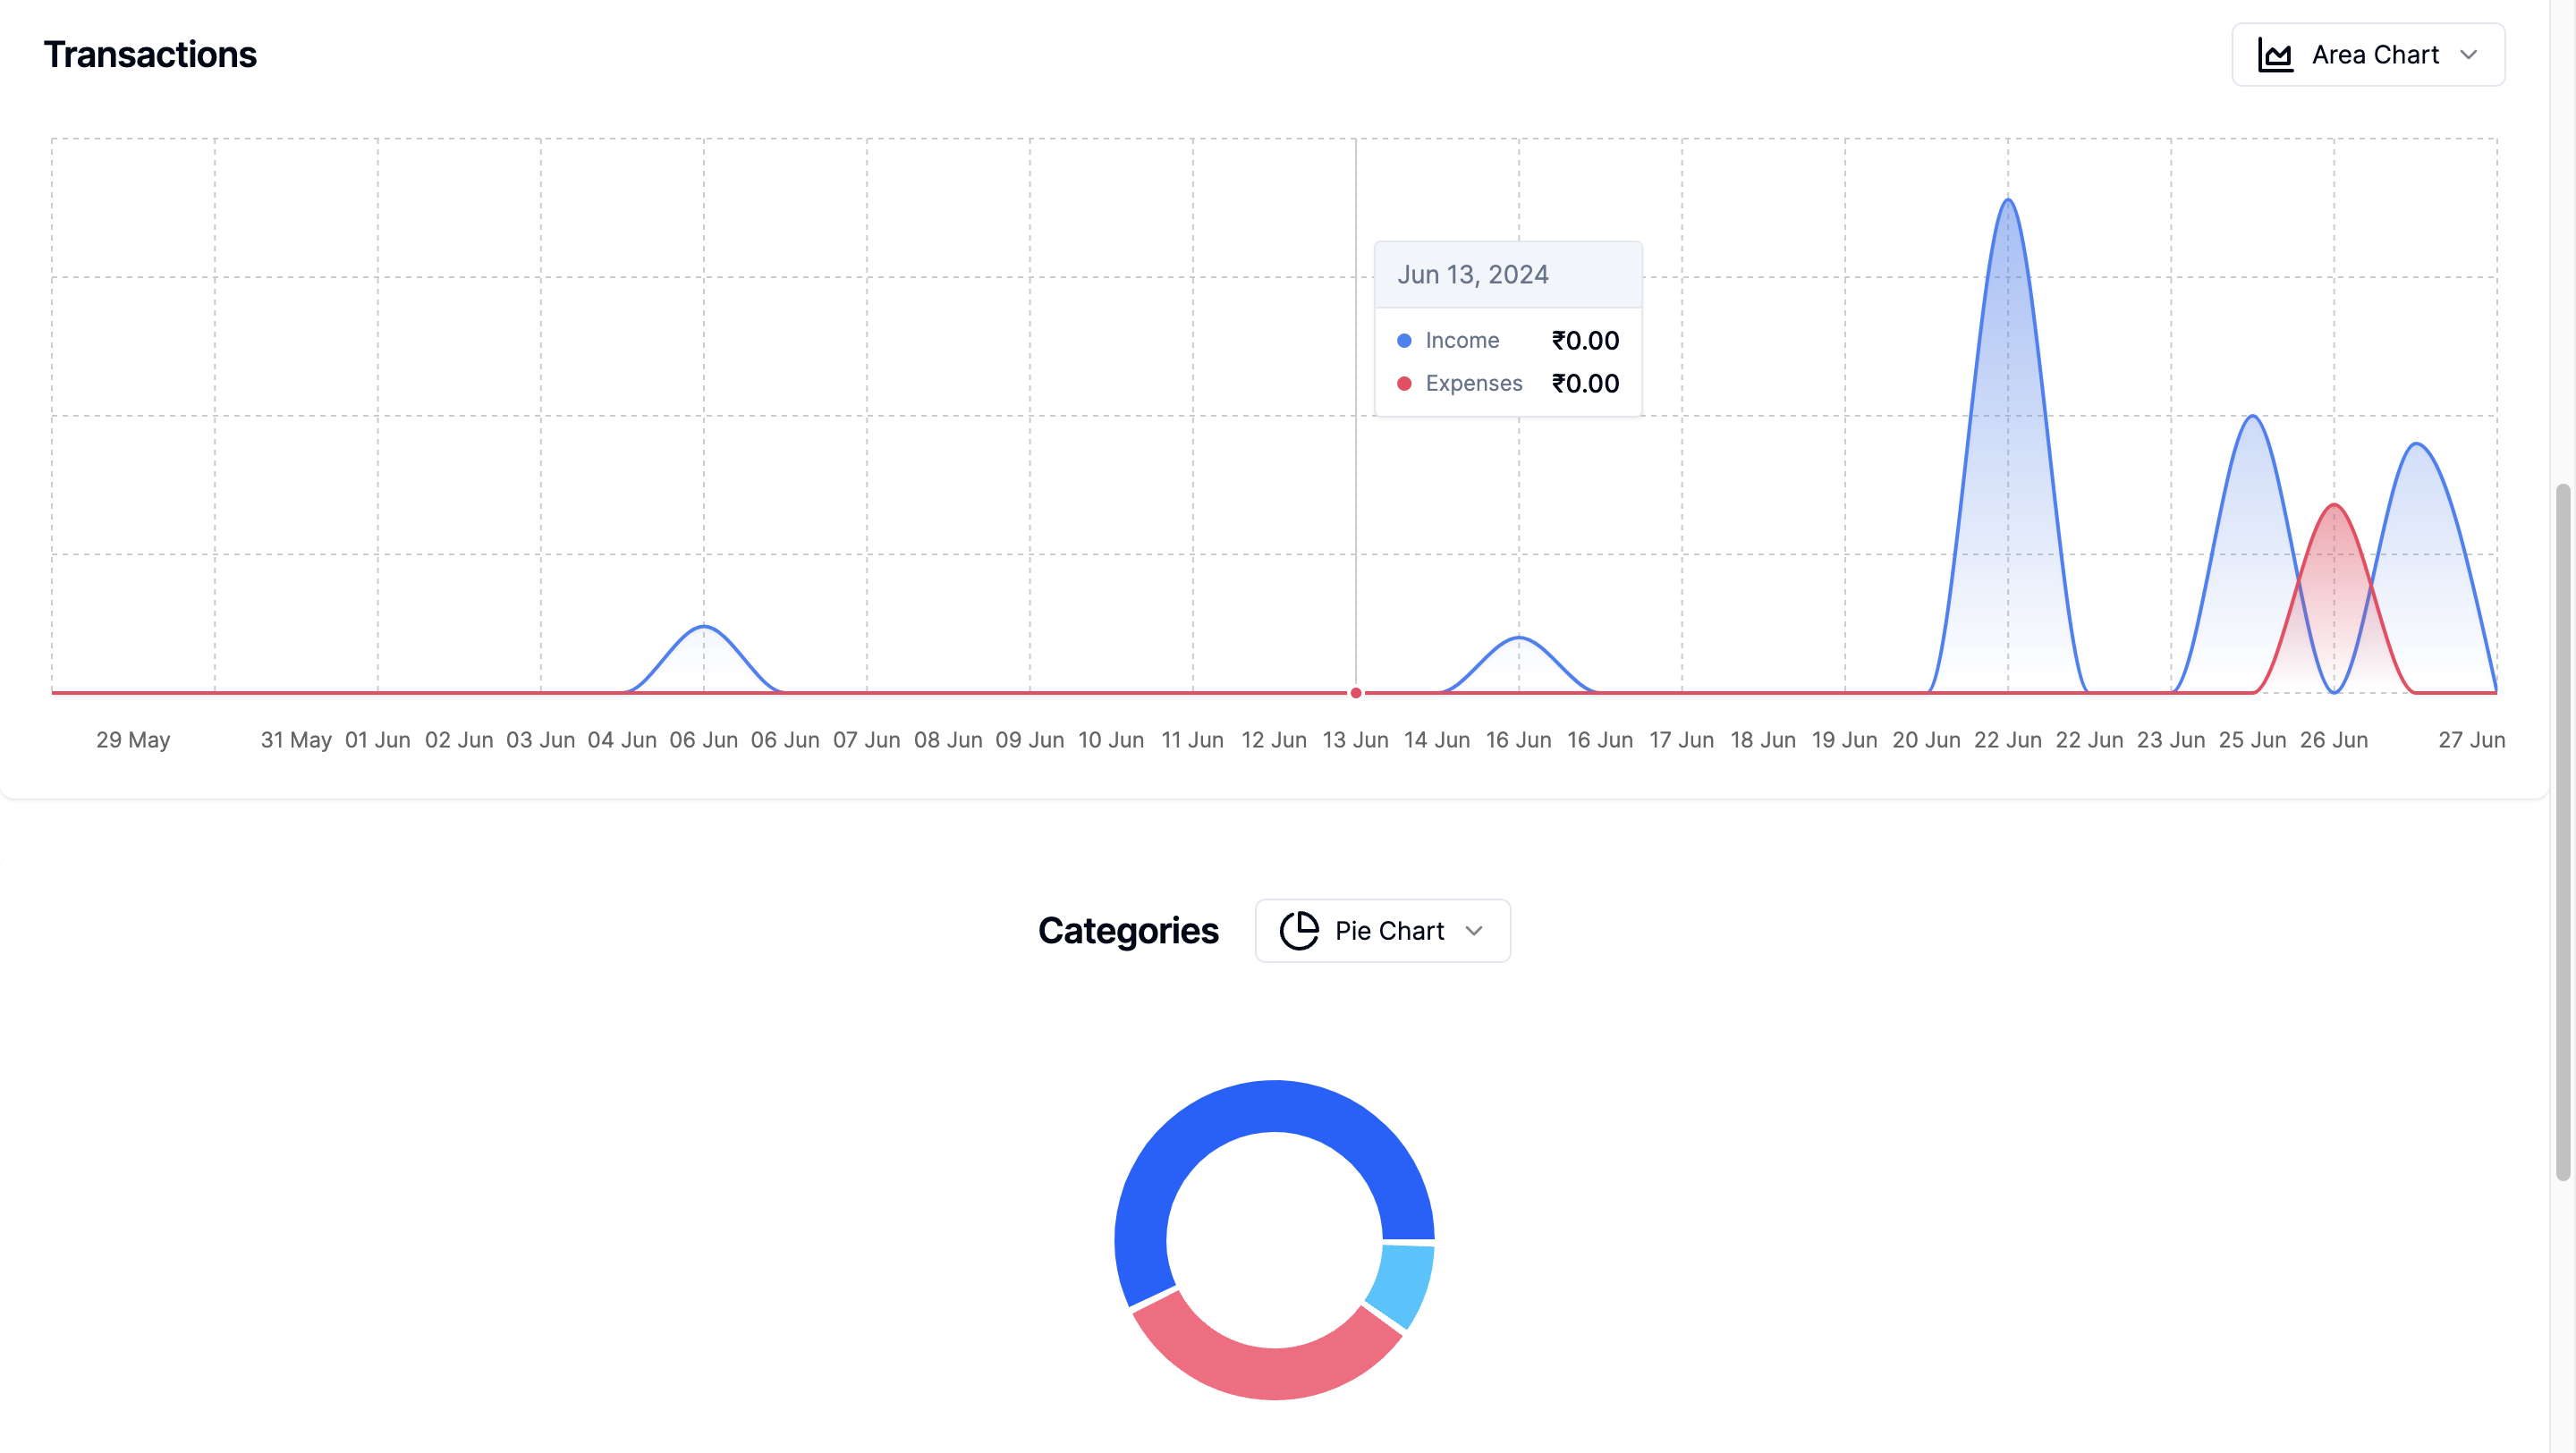 Transactions
Area Chart
Jun 13, 2024
Income ₹0.00
Expenses ₹0.00
29 May 31 May 01 Jun 02 Jun 03 Jun 04 Jun 06 Jun 06 Jun 07 Jun 08 Jun 09 Jun 10 Jun 11 Jun 12 Jun 13 Jun 14 Jun 16 Jun 16 Jun 17 Jun 18 Jun 19 Jun 20 Jun 22 Jun 22 Jun 23 Jun 25 Jun 26 Jun 27 Jun
Categories
Pie Chart